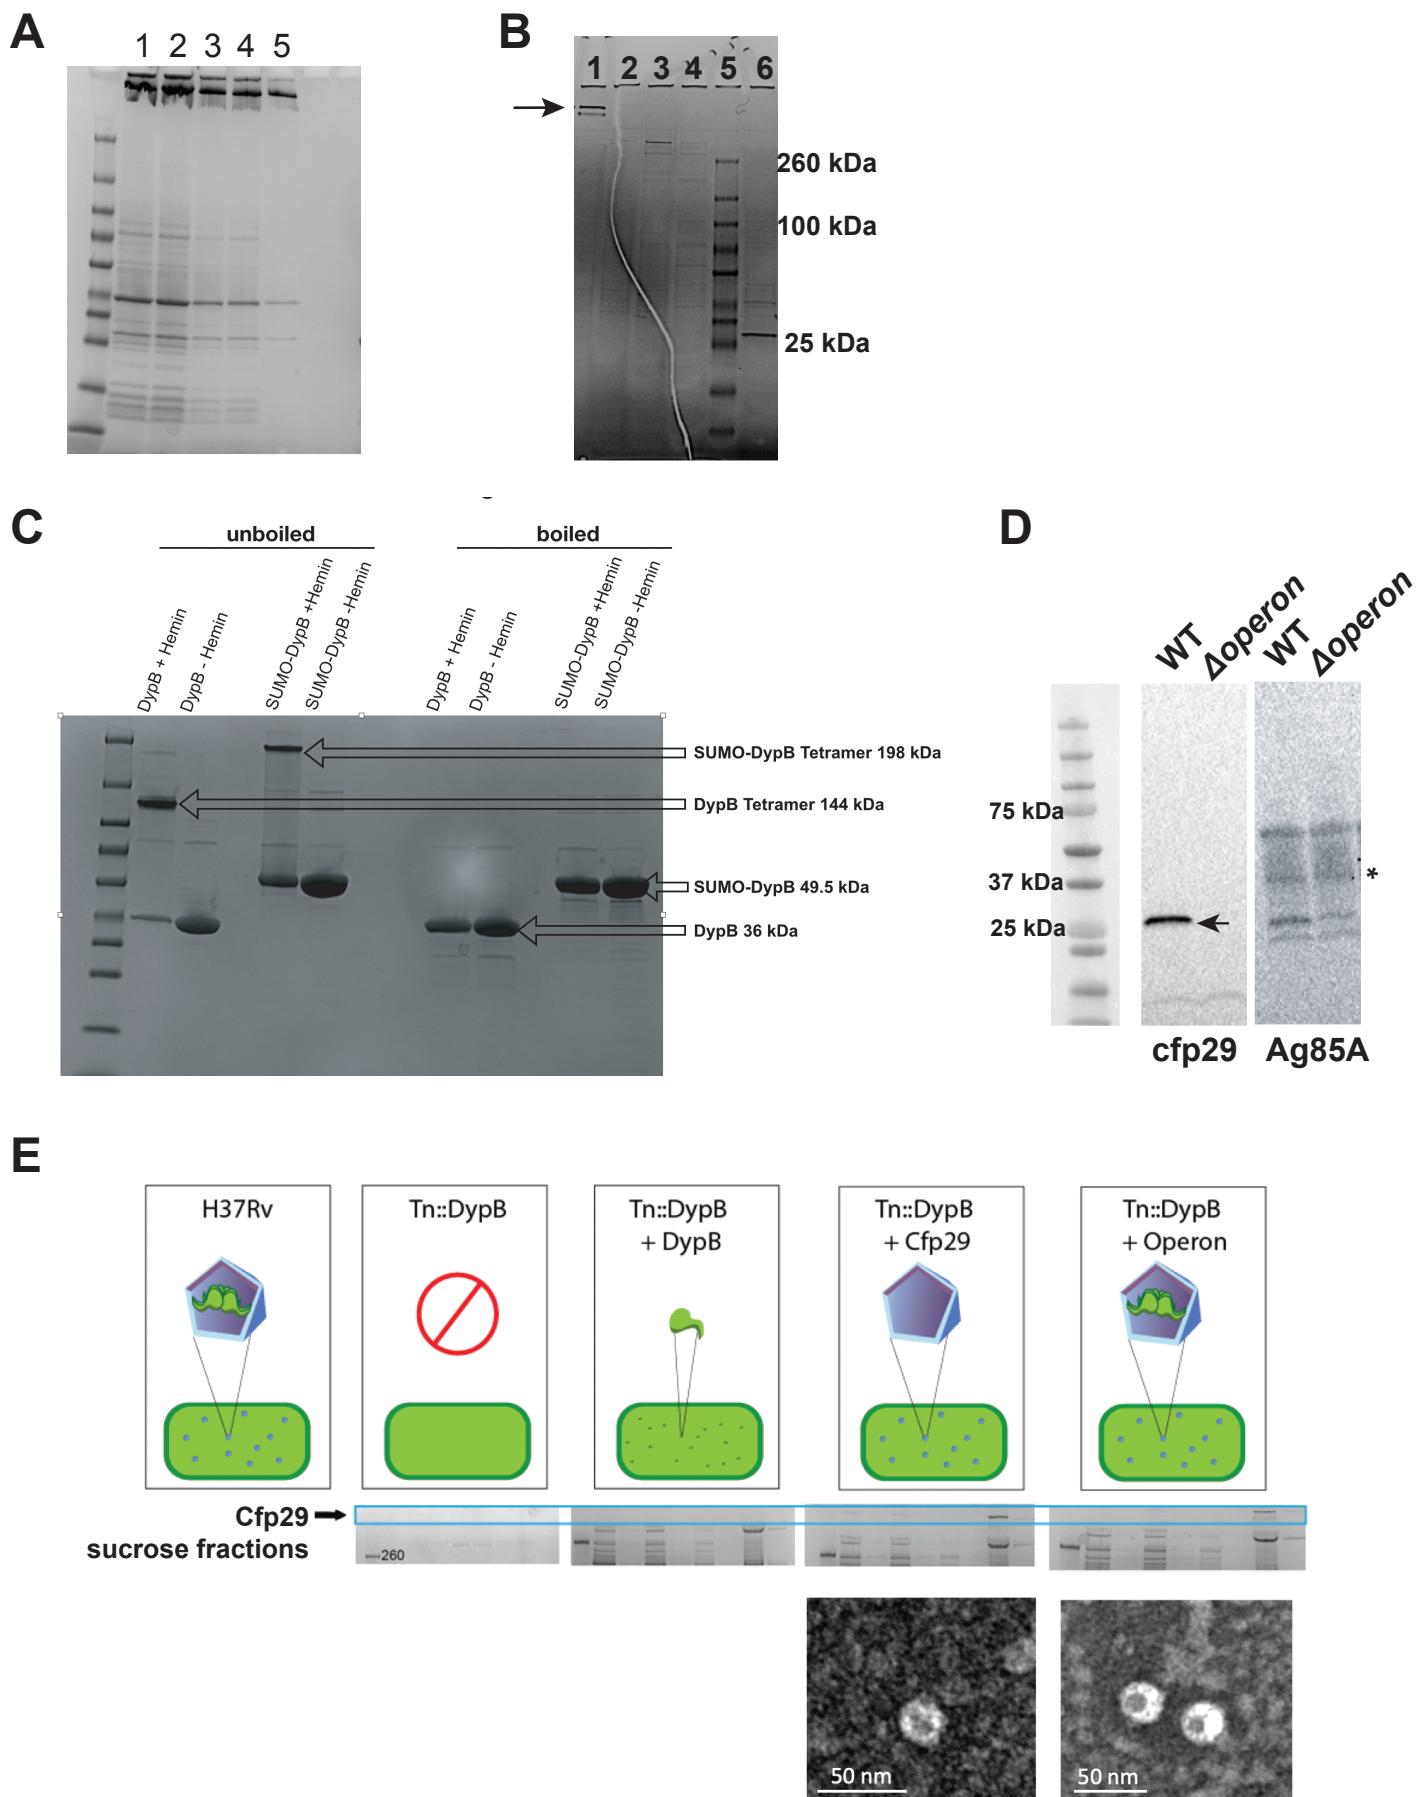 A
1 2 3 4 5
B
1 2 3 4 5 6
260 kDa
100 kDa
25 kDa
C
unboiled
boiled
DypB + Hemin
DypB - Hemin
SUMO-DypB +Hemin
SUMO-DypB -Hemin
DypB + Hemin
DypB - Hemin
SUMO-DypB +Hemin
SUMO-DypB -Hemin
SUMO-DypB Tetramer 198 kDa
DypB Tetramer 144 kDa
SUMO-DypB 49.5 kDa
DypB 36 kDa
D
WT
Δoperon
WT
Δoperon
75 kDa
37 kDa
25 kDa
*
cfp29
Ag85A
E
H37Rv
Tn::DypB
Tn::DypB
+ DypB
Tn::DypB
+ Cfp29
Tn::DypB
+ Operon
Cfp29
sucrose fractions
260
50 nm
50 nm